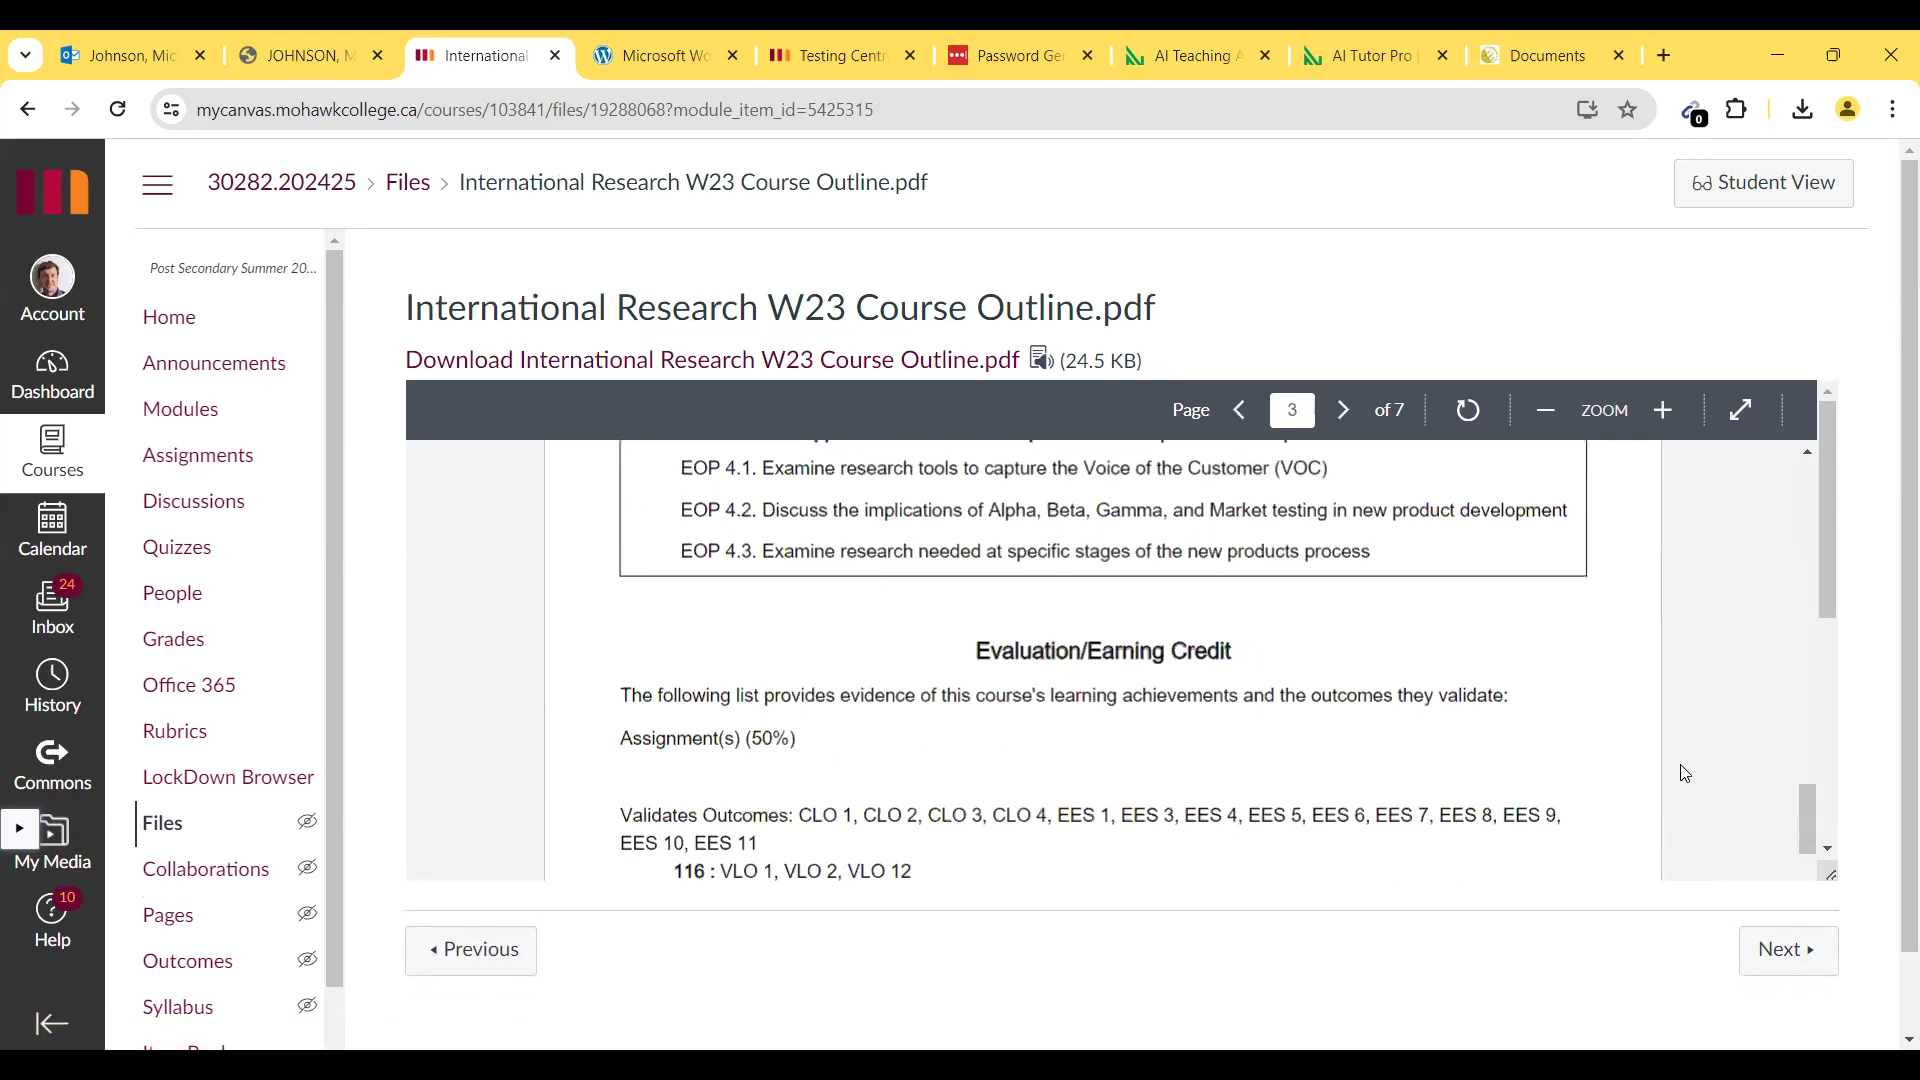 Johnson, Mic
JOHNSON, M
International
Microsoft Wo
Testing Centr
Password Ge
AI Teaching A
AI Tutor Pro |
Documents
mycanvas.mohawkcollege.ca/courses/103841/files/19288068?module_item_id=5425315
0
30282.202425 › Files › International Research W23 Course Outline.pdf
Student View
Account
Dashboard
Courses
Calendar
24
Inbox
History
Commons
My Media
10
Help
Post Secondary Summer 20...
Home
Announcements
Modules
Assignments
Discussions
Quizzes
People
Grades
Office 365
Rubrics
LockDown Browser
Files
Collaborations
Pages
Outcomes
Syllabus
International Research W23 Course Outline.pdf
Download International Research W23 Course Outline.pdf (24.5 KB)
Page 3 of 7 ZOOM
EOP 4.1. Examine research tools to capture the Voice of the Customer (VOC)
EOP 4.2. Discuss the implications of Alpha, Beta, Gamma, and Market testing in new product development
EOP 4.3. Examine research needed at specific stages of the new products process
Evaluation/Earning Credit
The following list provides evidence of this course's learning achievements and the outcomes they validate:
Assignment(s) (50%)
Validates Outcomes: CLO 1, CLO 2, CLO 3, CLO 4, EES 1, EES 3, EES 4, EES 5, EES 6, EES 7, EES 8, EES 9,
EES 10, EES 11
116 : VLO 1, VLO 2, VLO 12
Previous
Next